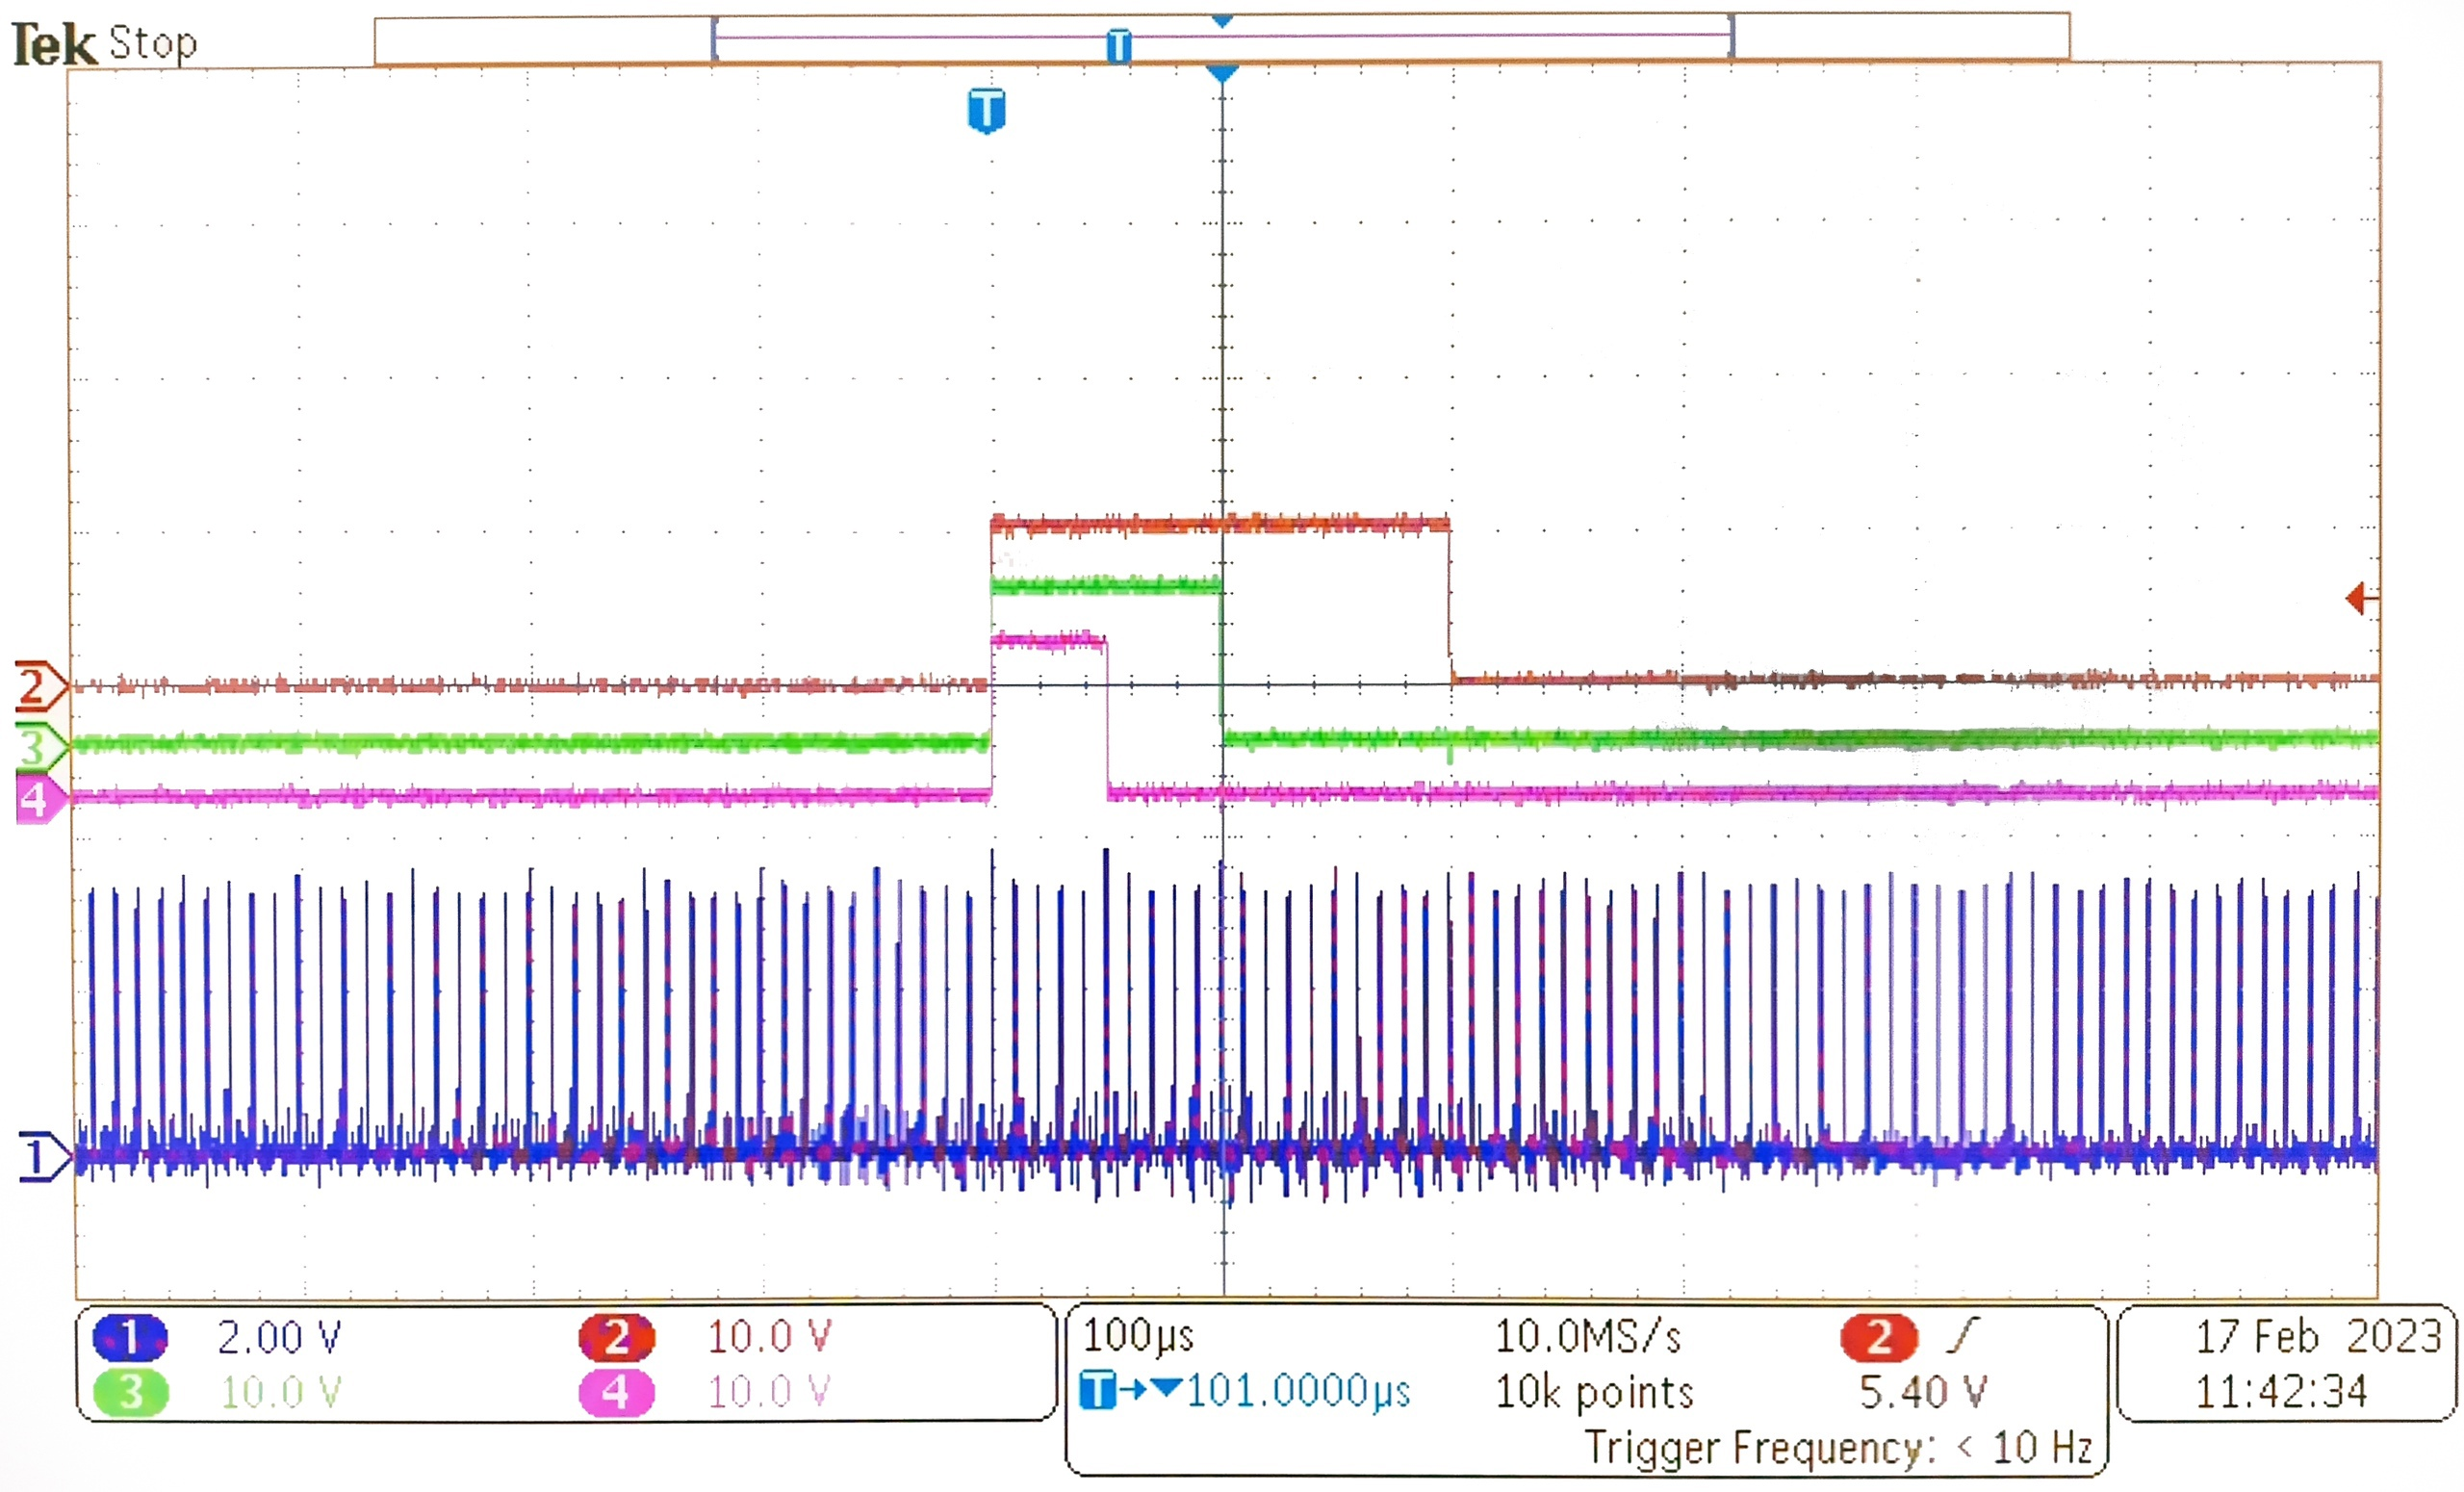 Tek Stop
T
T
2
3
4
1
1 2.00 V 2 10.0 V
3 10.0 V 4 10.0 V
100µs 10.0MS/s 2
T→▼101.0000µs 10k points 5.40 V
Trigger Frequency: < 10 Hz
17 Feb 2023
11:42:34